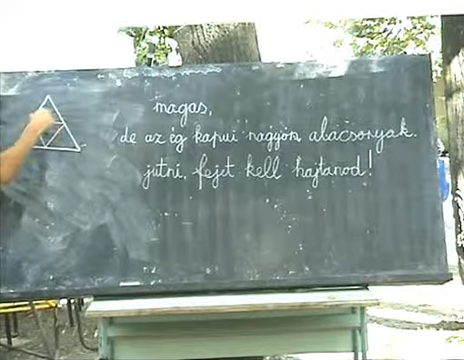 magas,
de az ég kapui nagyon alacsonyak.
jutni, fejet kell hajtanod!